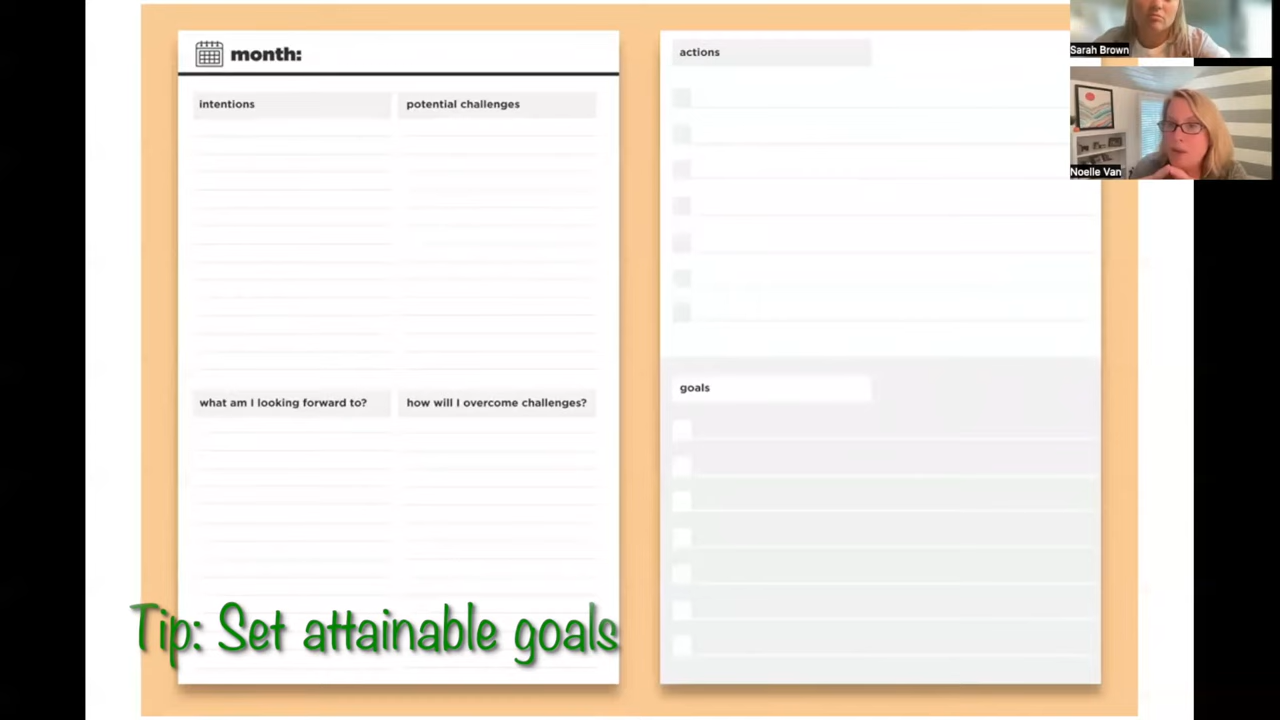 month:
intentions
potential challenges
what am I looking forward to?
how will I overcome challenges?
Tip: Set attainable goals
actions
goals
Sarah Brown
Noelle Van